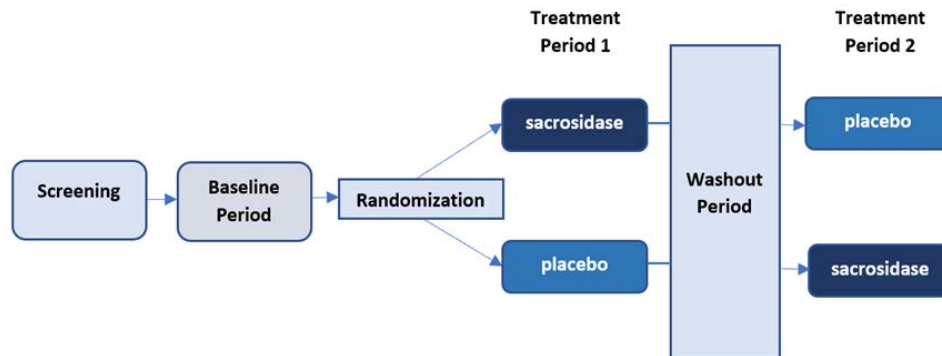 Treatment
Period 1
Treatment
Period 2
sacrosidase
placebo
Screening
Baseline
Period
Randomization
Washout
Period
placebo
sacrosidase